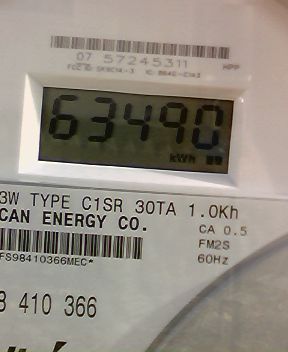 07 57245311
HPP
63490
kWh
3W TYPE C1SR 30TA 1.0Kh
CAN ENERGY CO.
CA 0.5
FM2S
60Hz
FS98410366MEC*
8 410 366